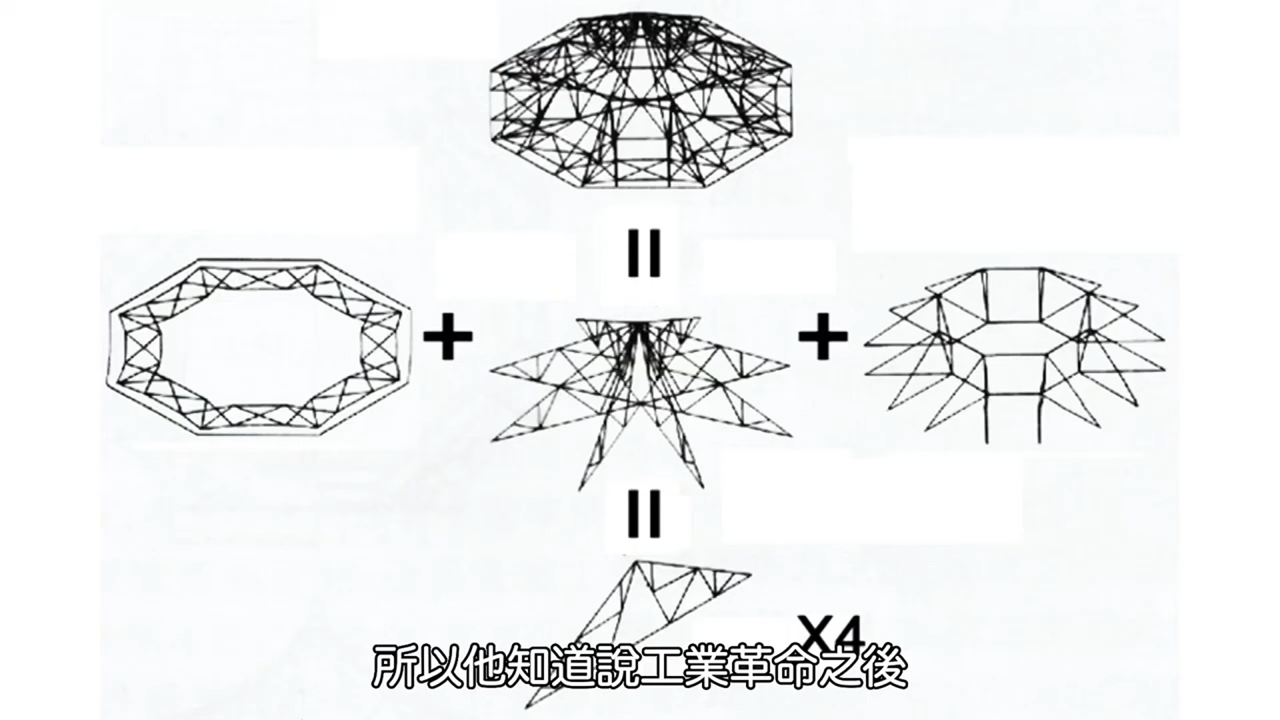 =
+
+
=
X4
所以他知道說工業革命之後